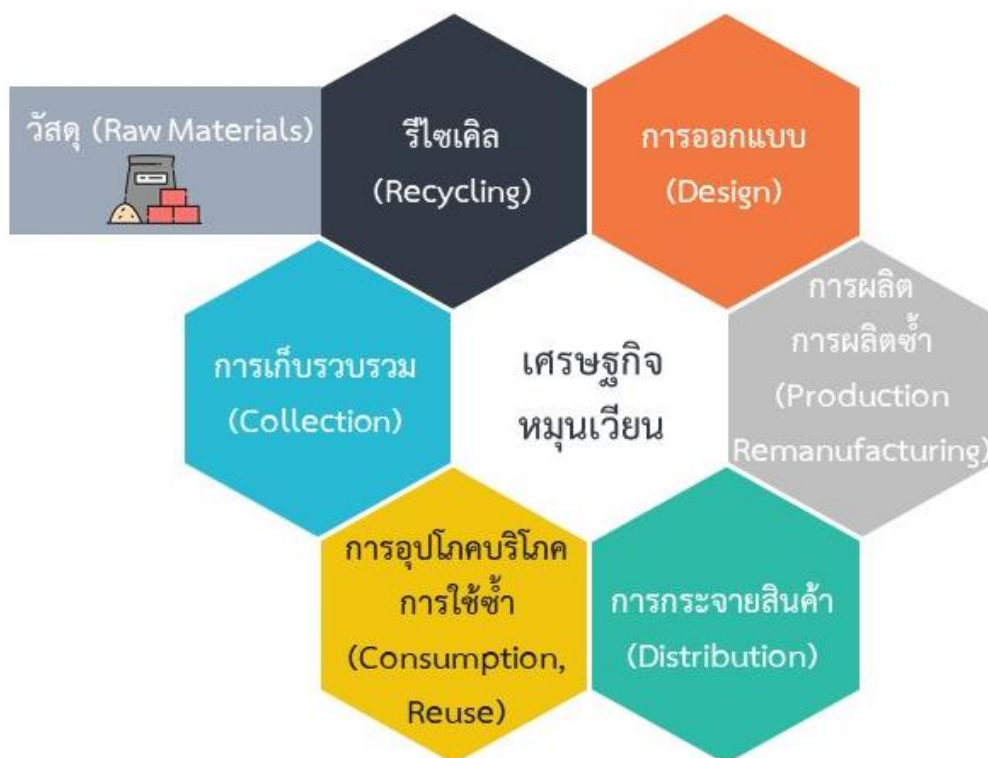 วัสดุ (Raw Materials)
รีไซเคิล
(Recycling)
การออกแบบ
(Design)
การผลิต
การผลิตซ้ำ
(Production
Remanufacturing)
การเก็บรวบรวม
(Collection)
เศรษฐกิจ
หมุนเวียน
การอุปโภคบริโภค
การใช้ซ้ำ
(Consumption,
Reuse)
การกระจายสินค้า
(Distribution)